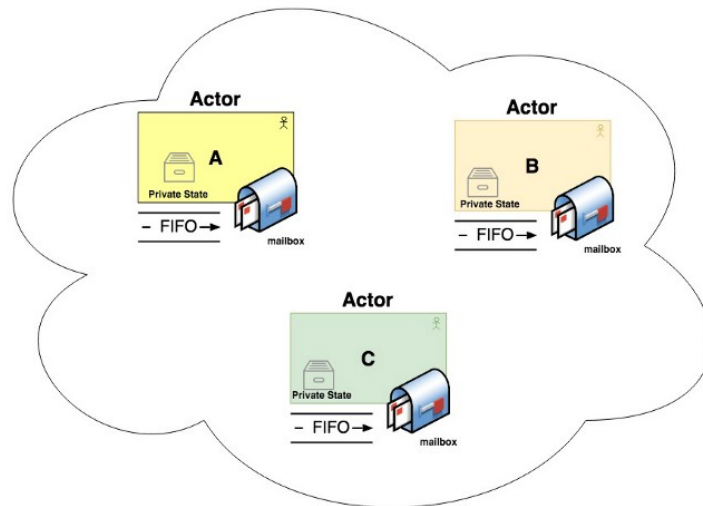 Actor
A
Private State
– FIFO
mailbox
Actor
B
Private State
– FIFO
mailbox
Actor
C
Private State
– FIFO
mailbox